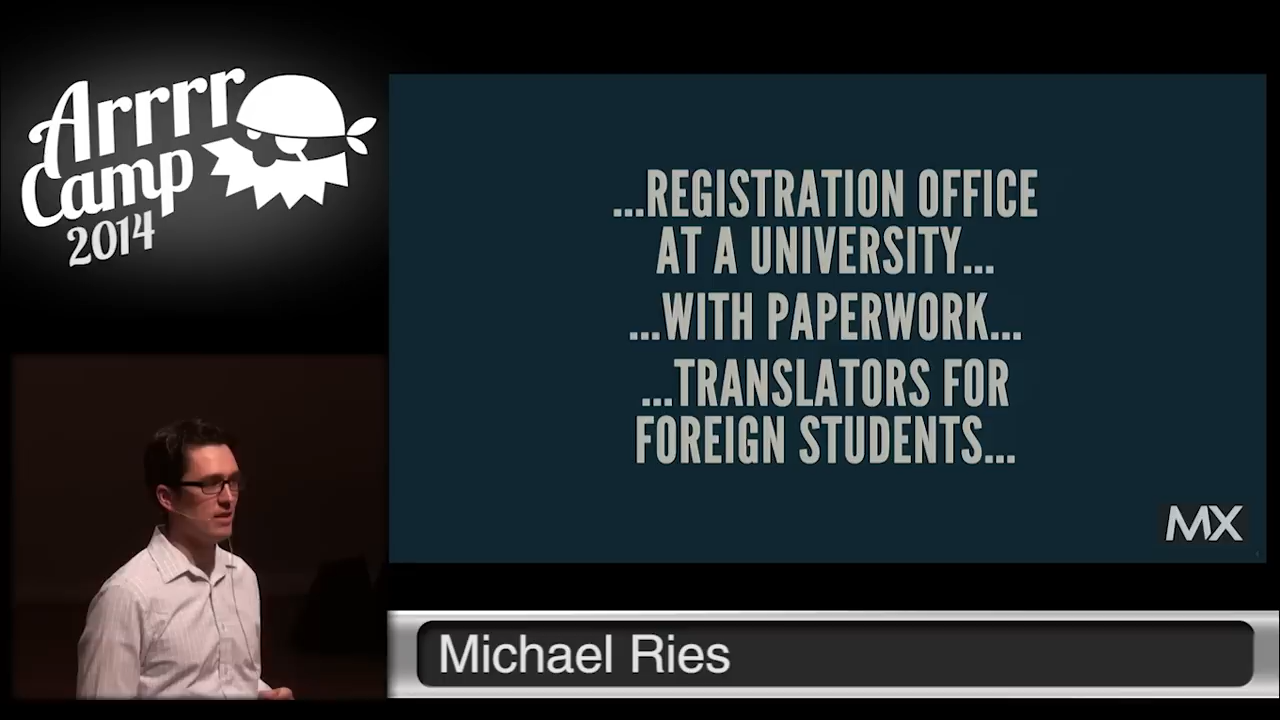 Arrrr
Camp
2014
...REGISTRATION OFFICE
AT A UNIVERSITY...
...WITH PAPERWORK...
...TRANSLATORS FOR
FOREIGN STUDENTS...
MX
Michael Ries